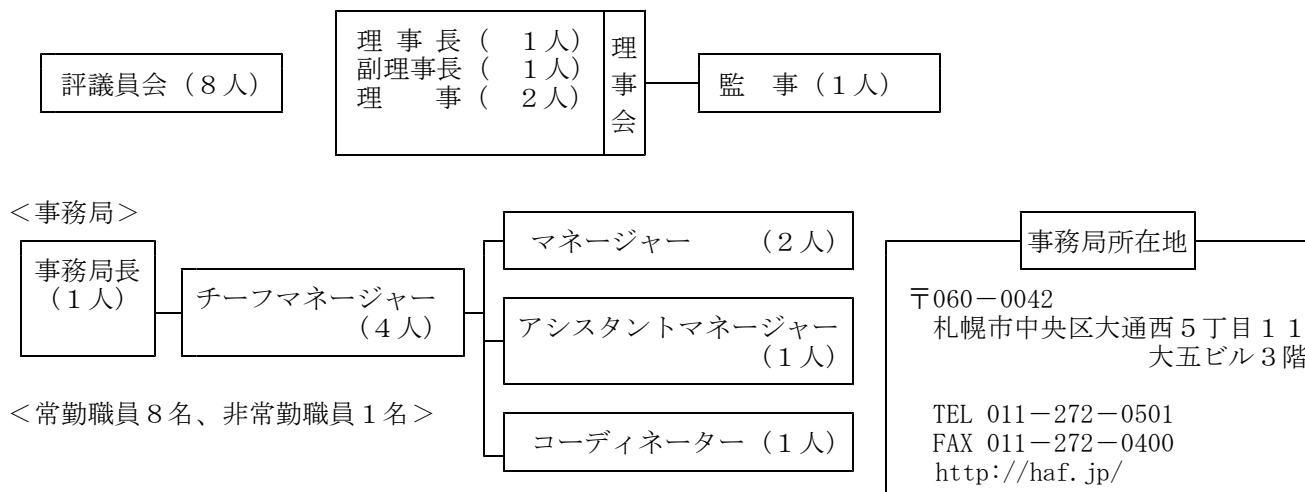 評議員会（８人）
理 事 長（　１人）
副理事長（　１人）
理　　事（　２人）
理事会
監　事（１人）
＜事務局＞
事務局長
（１人）
チーフマネージャー
（４人）
マネージャー　　（２人）
アシスタントマネージャー
（１人）
コーディネーター（１人）
＜常勤職員８名、非常勤職員１名＞
事務局所在地
〒060－0042
札幌市中央区大通西５丁目１１
大五ビル３階
TEL 011－272－0501
FAX 011－272－0400
http://haf.jp/